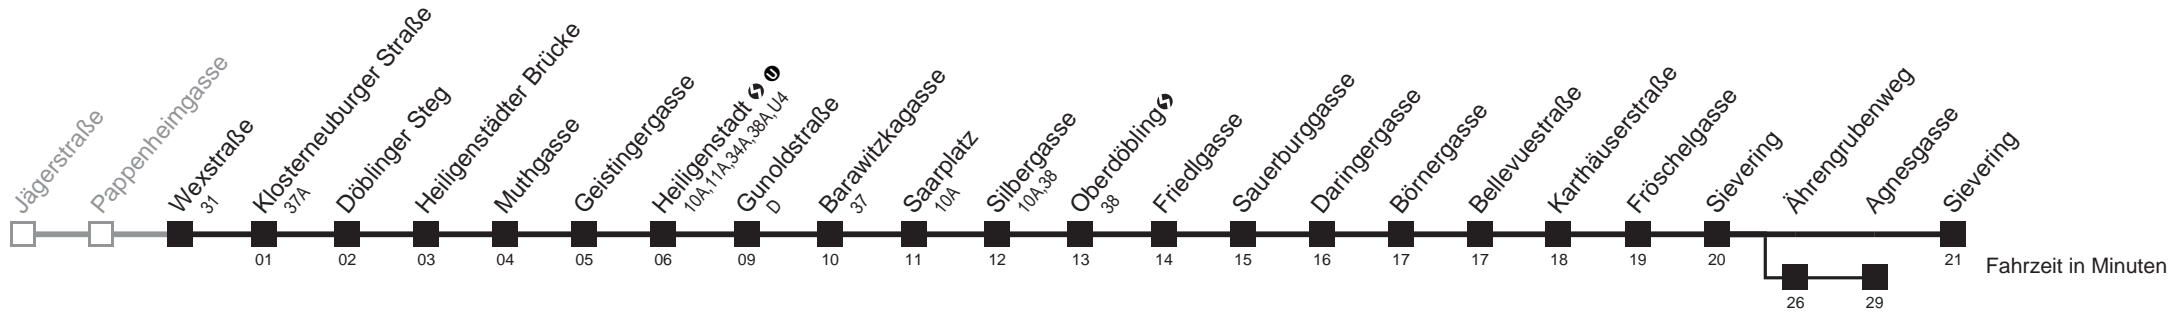 Jägerstraße
Pappenheimgasse
Wexstraße
31
Klosterneuburger Straße
37A
Döblinger Steg
Heiligenstädter Brücke
Muthgasse
Geistingergasse
Heiligenstadt U
10A,11A,34A,38A,U4
Gunoldstraße
D
Barawitzkagasse
37
Saarplatz
10A
Silbergasse
10A,38
Oberdöbling
38
Friedlgasse
Sauerburggasse
Daringergasse
Börnergasse
Bellevuestraße
Karthäuserstraße
Fröschelgasse
Sievering
Ährengrubenweg
Agnesgasse
Sievering
01 02 03 04 05 06 09 10 11 12 13 14 15 16 17 17 18 19 20 21
Fahrzeit in Minuten
26 29